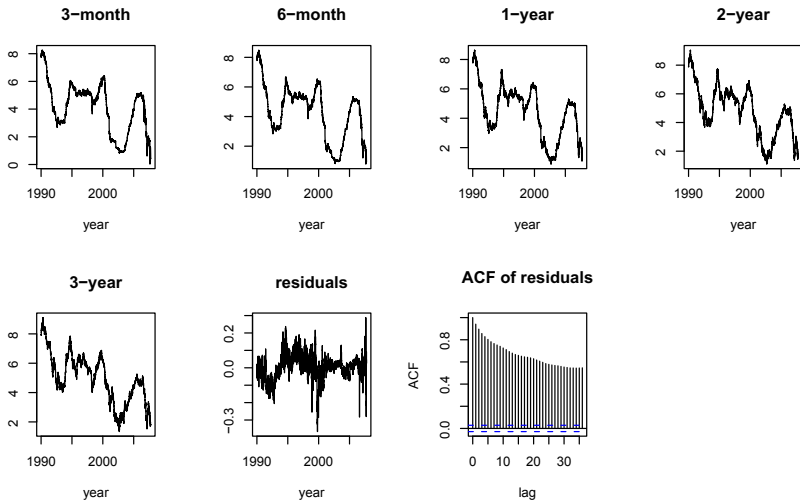 3−month
8
6
4
2
0
1990 2000
year
6−month
8
6
4
2
1990 2000
year
1−year
8
6
4
2
1990 2000
year
2−year
8
6
4
2
1990 2000
year
3−year
8
6
4
2
1990 2000
year
residuals
0.2
0.0
−0.3
1990 2000
year
ACF of residuals
ACF
0.8
0.4
0.0
0 10 20 30
lag